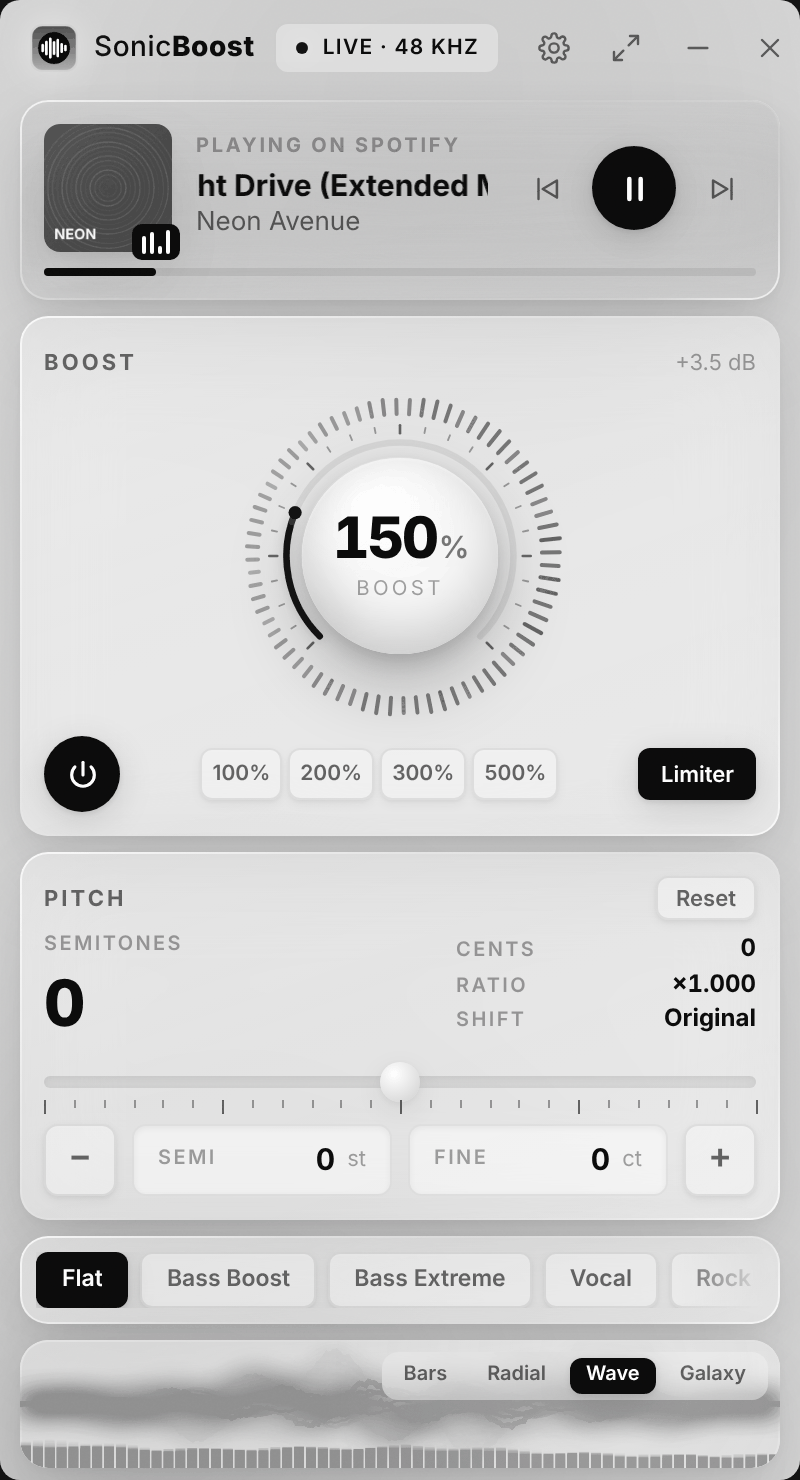 SonicBoost
LIVE · 48 KHZ
PLAYING ON SPOTIFY
ht Drive (Extended
Neon Avenue
NEON
BOOST
+3.5 dB
150%
BOOST
100% 200% 300% 500%
Limiter
PITCH
Reset
SEMITONES
0
CENTS 0
RATIO ×1.000
SHIFT Original
− SEMI 0 st FINE 0 ct +
Flat Bass Boost Bass Extreme Vocal Rock
Bars Radial Wave Galaxy